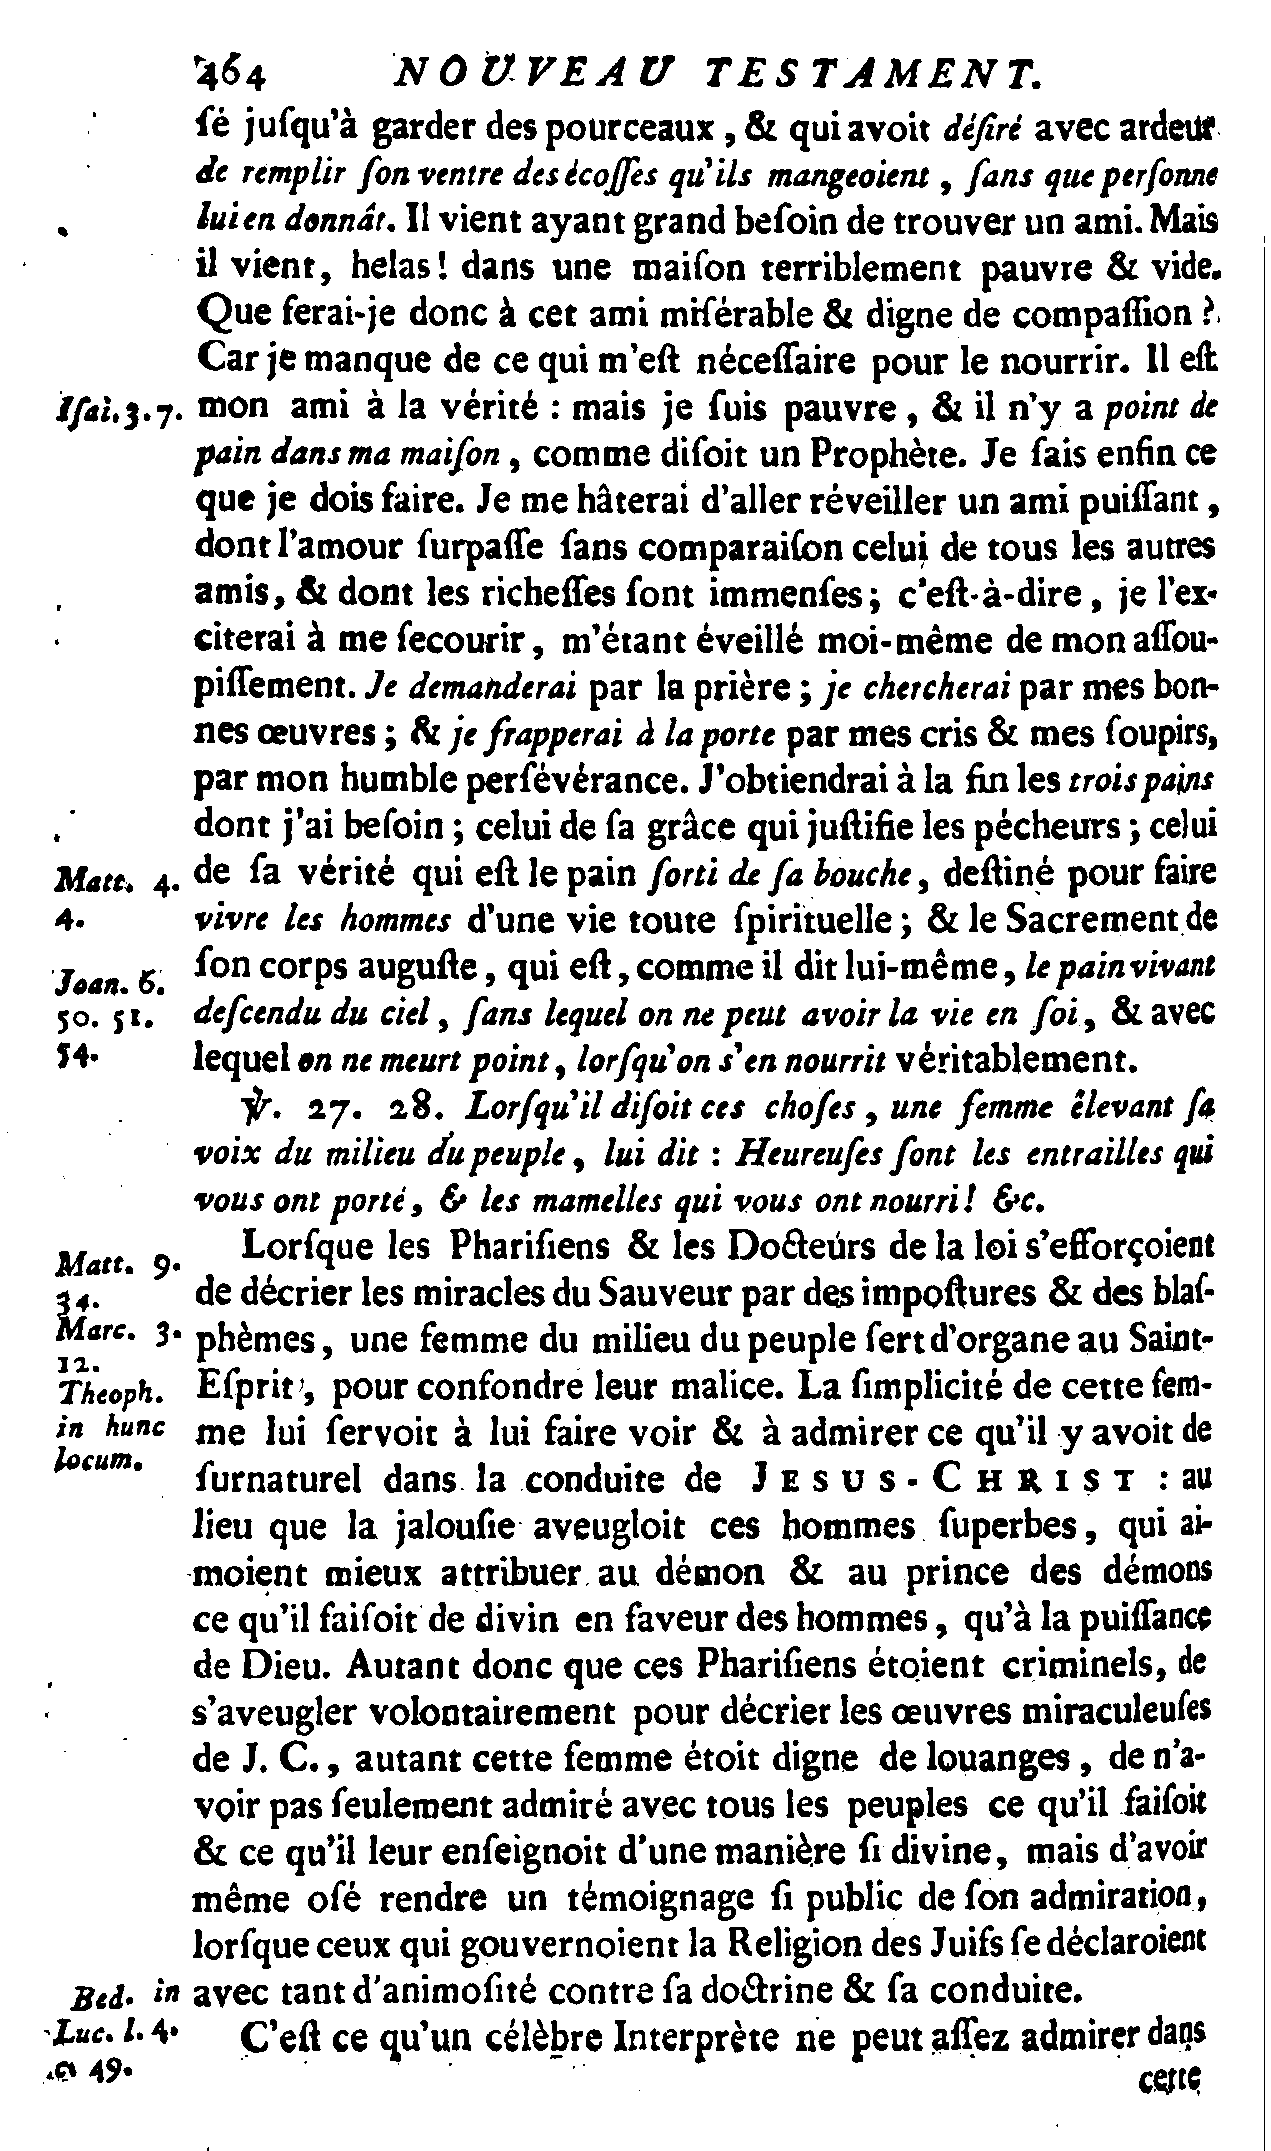 464 NOUVEAU TESTAMENT.
ſé juſqu'à garder des pourceaux, & qui avoit déſiré avec ardeur
de remplir ſon ventre des écoſſes qu'ils mangeoient, ſans que perſonne
lui en donnât. Il vient ayant grand beſoin de trouver un ami. Mais
il vient, helas! dans une maiſon terriblement pauvre & vide.
Que ferai-je donc à cet ami miſérable & digne de compaſſion ?
Car je manque de ce qui m'eſt néceſſaire pour le nourrir. Il eſt
Iſai. 3. 7. mon ami à la vérité : mais je ſuis pauvre, & il n'y a point de
pain dans ma maiſon, comme diſoit un Prophète. Je ſais enfin ce
que je dois faire. Je me hâterai d'aller réveiller un ami puiſſant,
dont l'amour ſurpaſſe ſans comparaiſon celui de tous les autres
amis, & dont les richeſſes ſont immenſes; c'eſt-à-dire, je l'ex-
citerai à me ſecourir, m'étant éveillé moi-même de mon aſſou-
piſſement. Je demanderai par la prière; je chercherai par mes bon-
nes œuvres; & je frapperai à la porte par mes cris & mes ſoupirs,
par mon humble perſévérance. J'obtiendrai à la fin les trois pains
dont j'ai beſoin; celui de ſa grâce qui juſtifie les pécheurs; celui
Matt. 4. de ſa vérité qui eſt le pain ſorti de ſa bouche, deſtiné pour faire
4. vivre les hommes d'une vie toute ſpirituelle; & le Sacrement de
Joan. 6. ſon corps auguſte, qui eſt, comme il dit lui-même, le pain vivant
50. 51. deſcendu du ciel, ſans lequel on ne peut avoir la vie en ſoi, & avec
54. lequel on ne meurt point, lorſqu'on s'en nourrit véritablement.
℣. 27. 28. Lorſqu'il diſoit ces choſes, une femme êlevant ſa
voix du milieu du peuple, lui dit : Heureuſes ſont les entrailles qui
vous ont porté, & les mamelles qui vous ont nourri! &c.
Matt. 9. Lorſque les Phariſiens & les Docteurs de la loi s'efforçoient
34. de décrier les miracles du Sauveur par des impoſtures & des blaſ-
Marc. 3. phèmes, une femme du milieu du peuple ſert d'organe au Saint-
12.
Theoph. Eſprit, pour confondre leur malice. La ſimplicité de cette fem-
in hunc me lui ſervoit à lui faire voir & à admirer ce qu'il y avoit de
locum. ſurnaturel dans la conduite de JESUS-CHRIST : au
lieu que la jalouſie aveugloit ces hommes ſuperbes, qui ai-
moient mieux attribuer au démon & au prince des démons
ce qu'il faiſoit de divin en faveur des hommes, qu'à la puiſſance
de Dieu. Autant donc que ces Phariſiens étoient criminels, de
s'aveugler volontairement pour décrier les œuvres miraculeuſes
de J. C., autant cette femme étoit digne de louanges, de n'a-
voir pas ſeulement admiré avec tous les peuples ce qu'il faiſoit
& ce qu'il leur enſeignoit d'une manière ſi divine, mais d'avoir
même oſé rendre un témoignage ſi public de ſon admiration,
lorſque ceux qui gouvernoient la Religion des Juifs ſe déclaroient
Bed. in avec tant d'animoſité contre ſa doctrine & ſa conduite.
Luc. l. 4. C'eſt ce qu'un célèbre Interprète ne peut aſſez admirer dans
49. cette